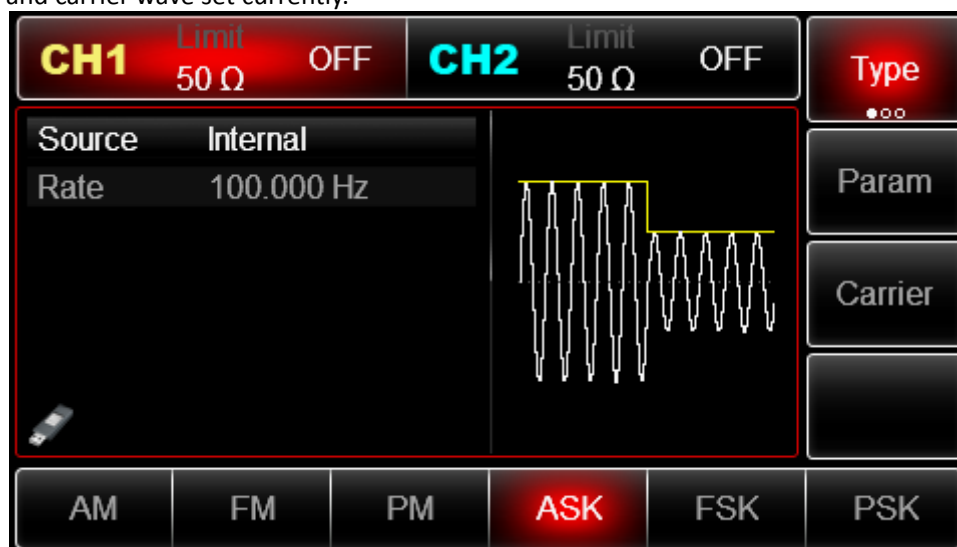 and carrier wave set currently.
CH1 Limit 50 Ω OFF CH2 Limit 50 Ω OFF Type
Source Internal
Rate 100.000 Hz
Param
Carrier
AM FM PM ASK FSK PSK